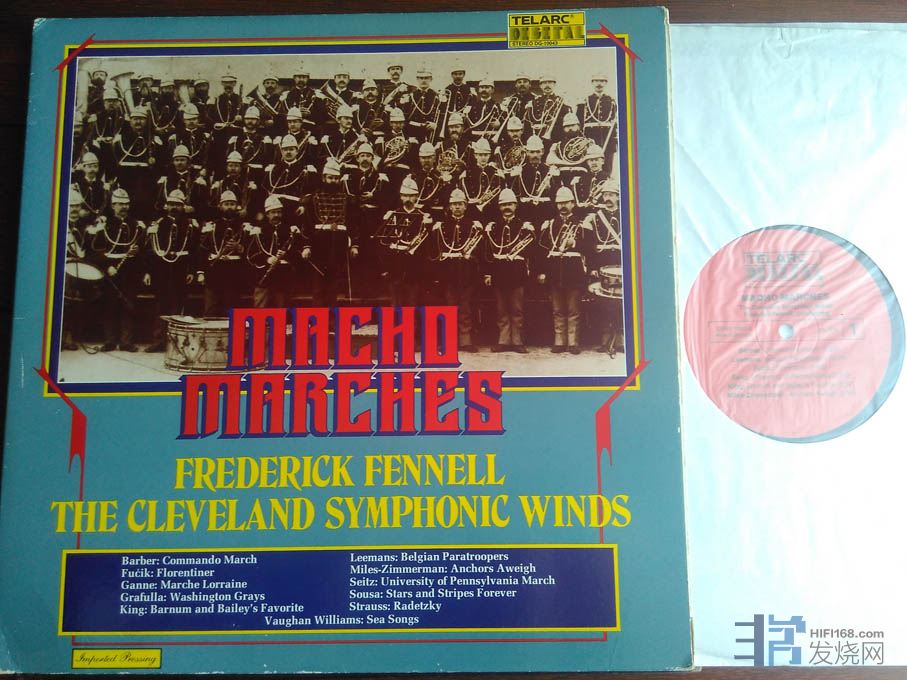 TELARC®
DIGITAL
STEREO DG-10043
MACHO
MARCHES
FREDERICK FENNELL
THE CLEVELAND SYMPHONIC WINDS
Barber: Commando March
Fučik: Florentiner
Ganne: Marche Lorraine
Grafulla: Washington Grays
King: Barnum and Bailey's Favorite
Leemans: Belgian Paratroopers
Miles-Zimmerman: Anchors Aweigh
Seitz: University of Pennsylvania March
Sousa: Stars and Stripes Forever
Strauss: Radetzky
Vaughan Williams: Sea Songs
Imported Pressing
TELARC
DIGITAL
MACHO MARCHES
1
HIFI168.com
发烧网